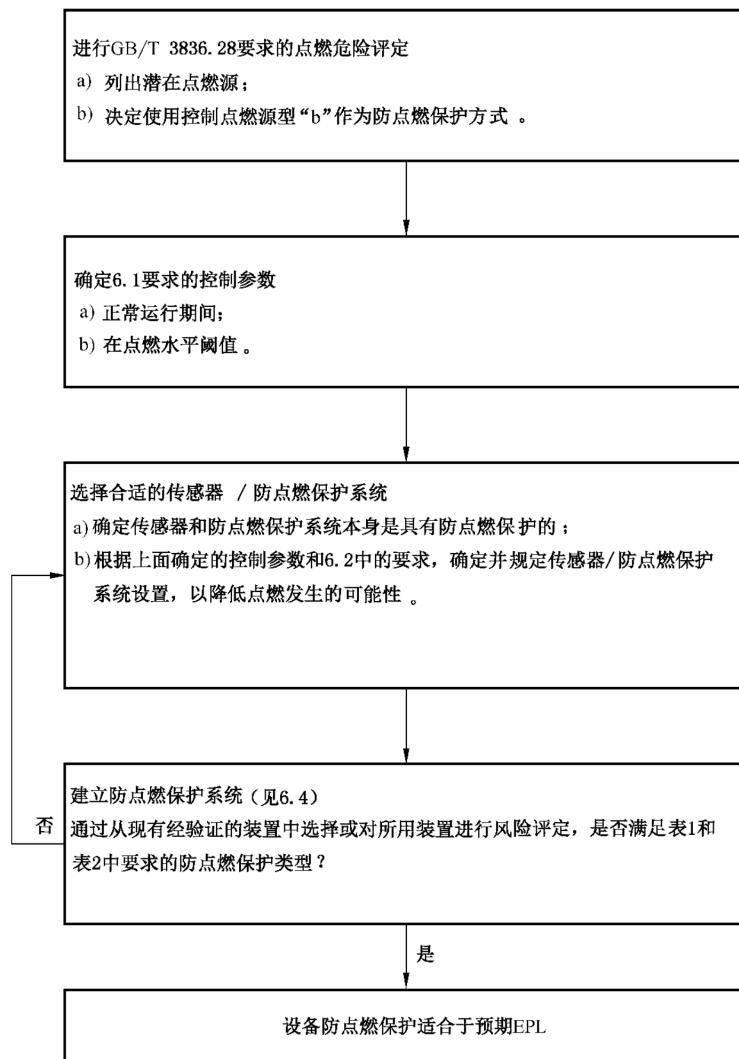 进行GB/T 3836.28要求的点燃危险评定
a) 列出潜在点燃源；
b) 决定使用控制点燃源型“b”作为防点燃保护方式 。
确定6.1要求的控制参数
a) 正常运行期间；
b) 在点燃水平阈值 。
选择合适的传感器 / 防点燃保护系统
a) 确定传感器和防点燃保护系统本身是具有防点燃保护的 ；
b) 根据上面确定的控制参数和6.2中的要求，确定并规定传感器/防点燃保护
系统设置，以降低点燃发生的可能性 。
建立防点燃保护系统（见6.4）
否
通过从现有经验证的装置中选择或对所用装置进行风险评定，是否满足表1和
表2中要求的防点燃保护类型？
是
设备防点燃保护适合于预期EPL